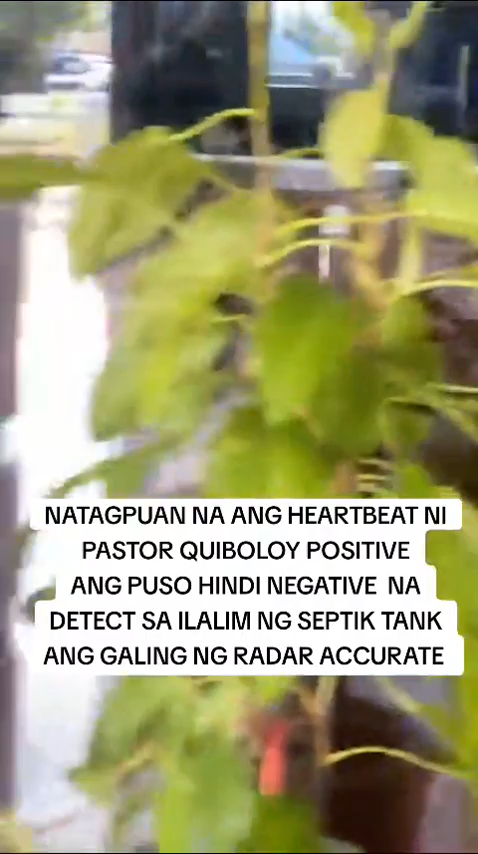 NATAGPUAN NA ANG HEARTBEAT NI
PASTOR QUIBOLOY POSITIVE
ANG PUSO HINDI NEGATIVE NA
DETECT SA ILALIM NG SEPTIK TANK
ANG GALING NG RADAR ACCURATE